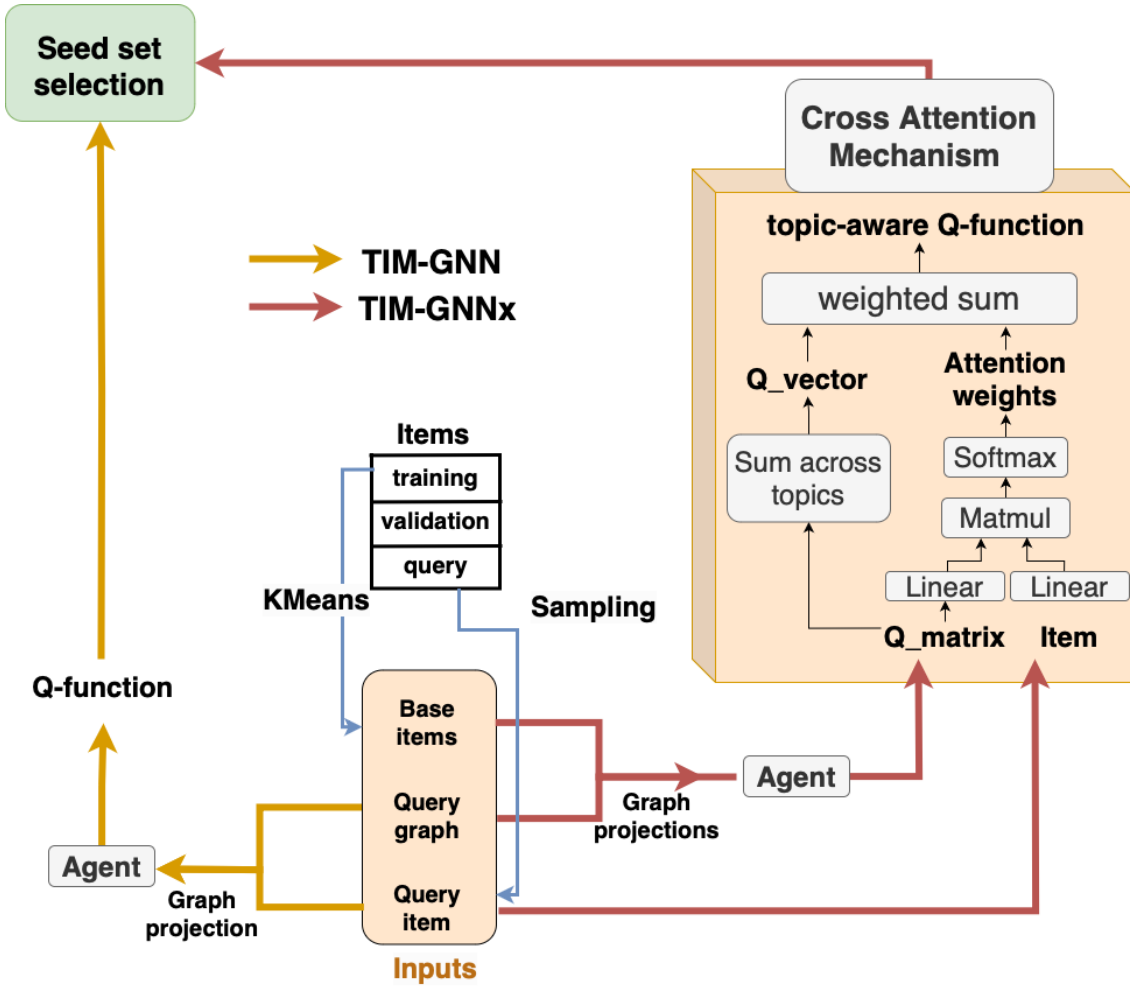 Seed set
selection
Cross Attention
Mechanism
topic-aware Q-function
weighted sum
Q_vector
Attention
weights
Sum across
topics
Softmax
Matmul
Linear
Linear
Q_matrix
Item
TIM-GNN
TIM-GNNx
Items
training
validation
query
KMeans
Sampling
Q-function
Base
items
Query
graph
Query
item
Inputs
Graph
projections
Agent
Agent
Graph
projection